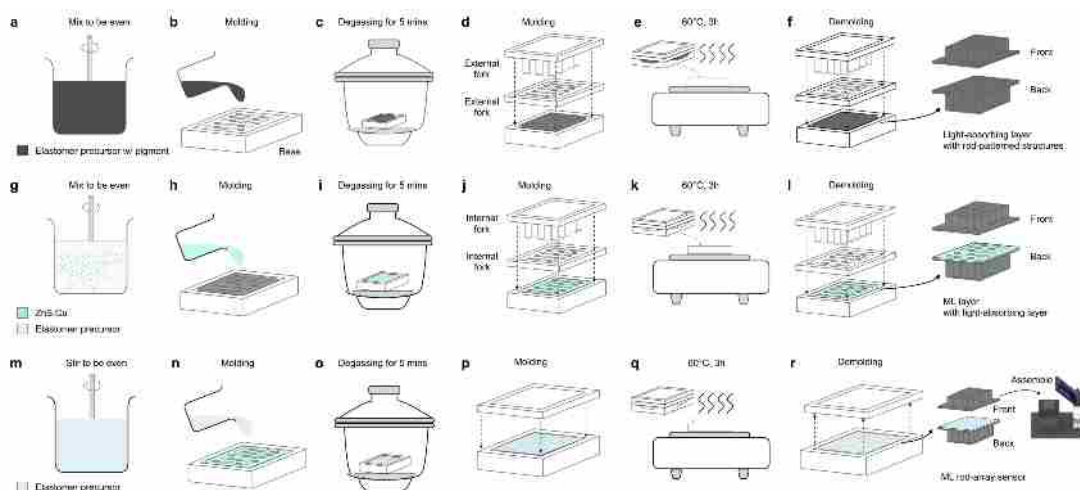 a Mix to be even
b Molding
c Degassing for 5 mins
d Molding
e 60°C, 3h
f Demolding
External
fork
External
fork
Front
Back
Base
Elastomer precursor w/ pigment
Light-absorbing layer
with rod-patterned structures
g Mix to be even
h Molding
i Degassing for 5 mins
j Molding
k 60°C, 3h
l Demolding
Internal
fork
Internal
fork
Front
Back
ZnS:Cu
Elastomer precursor
ML layer
with light-absorbing layer
m Stir to be even
n Molding
o Degassing for 5 mins
p Molding
q 60°C, 3h
r Demolding
Assemble
Front
Back
Elastomer precursor
ML rod-array sensor